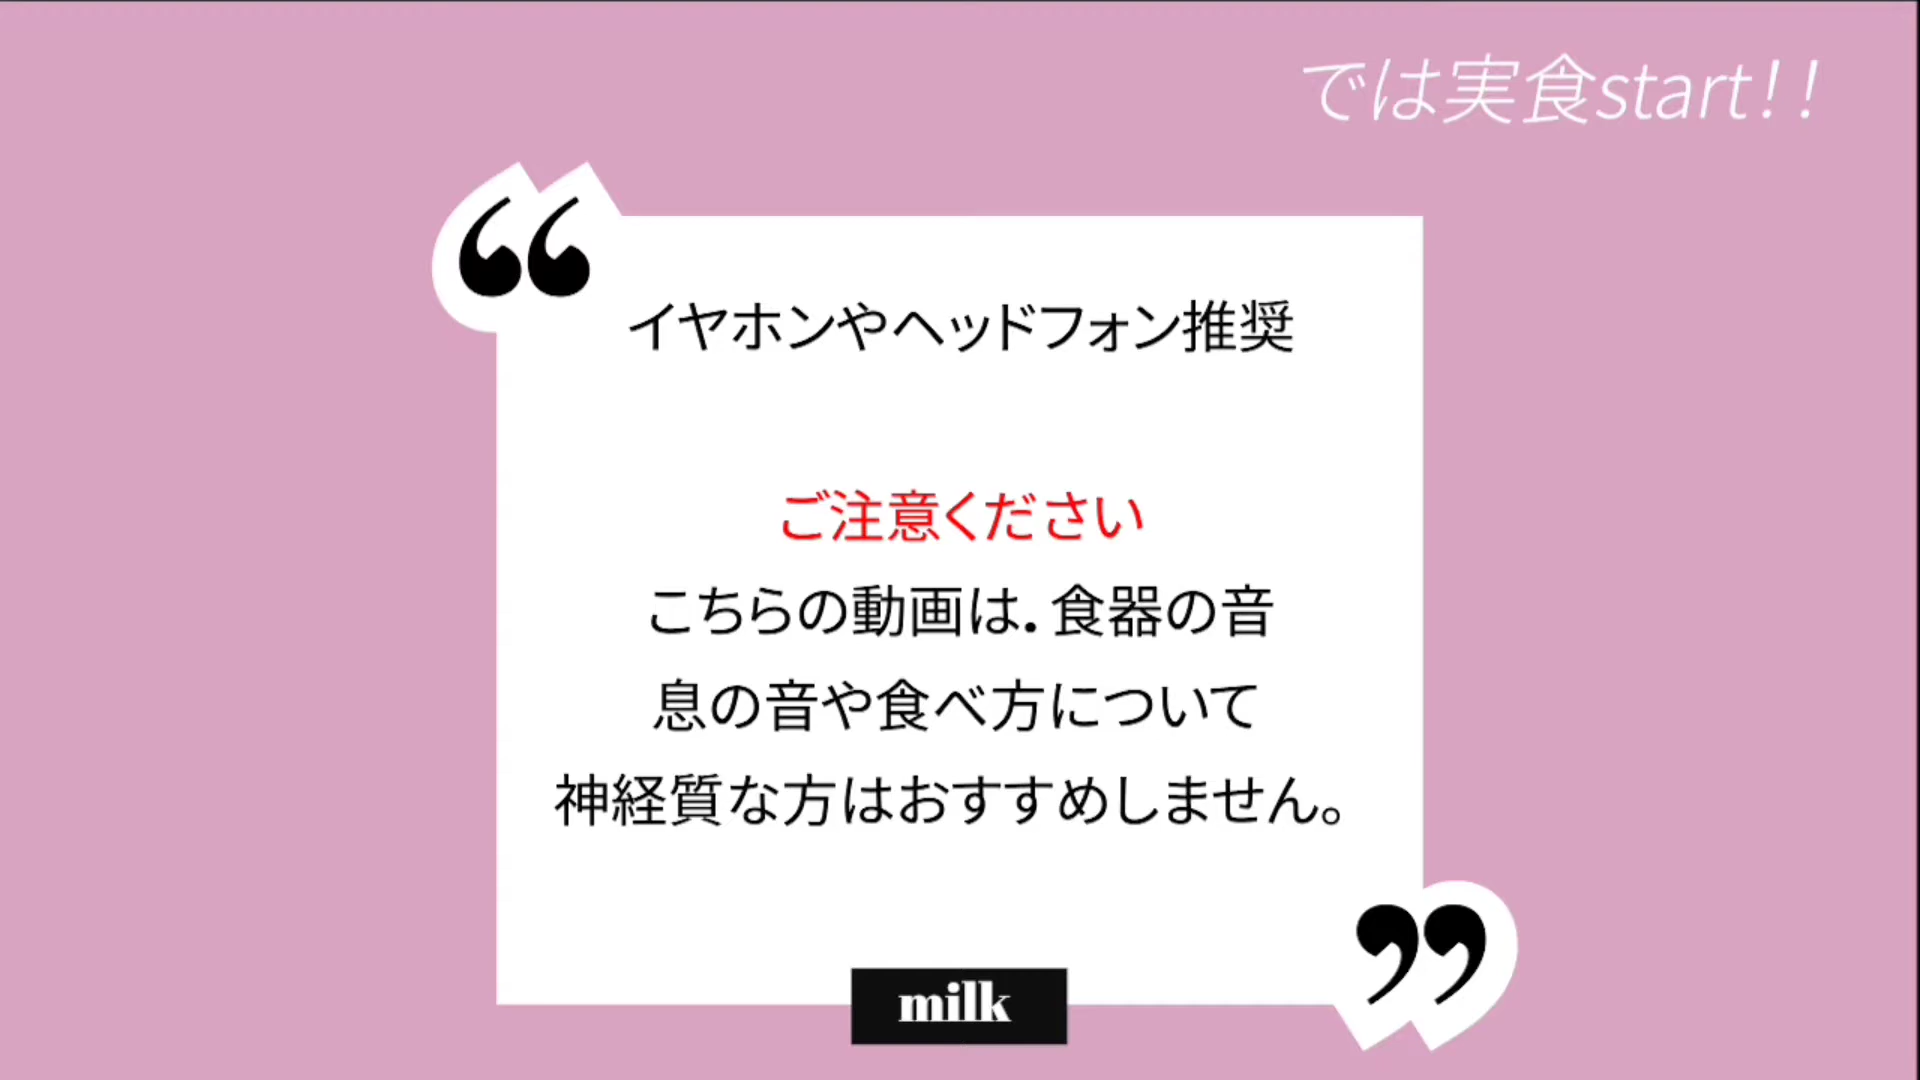 では実食start!!
イヤホンやヘッドフォン推奨
ご注意ください
こちらの動画は．食器の音
息の音や食べ方について
神経質な方はおすすめしません。
milk